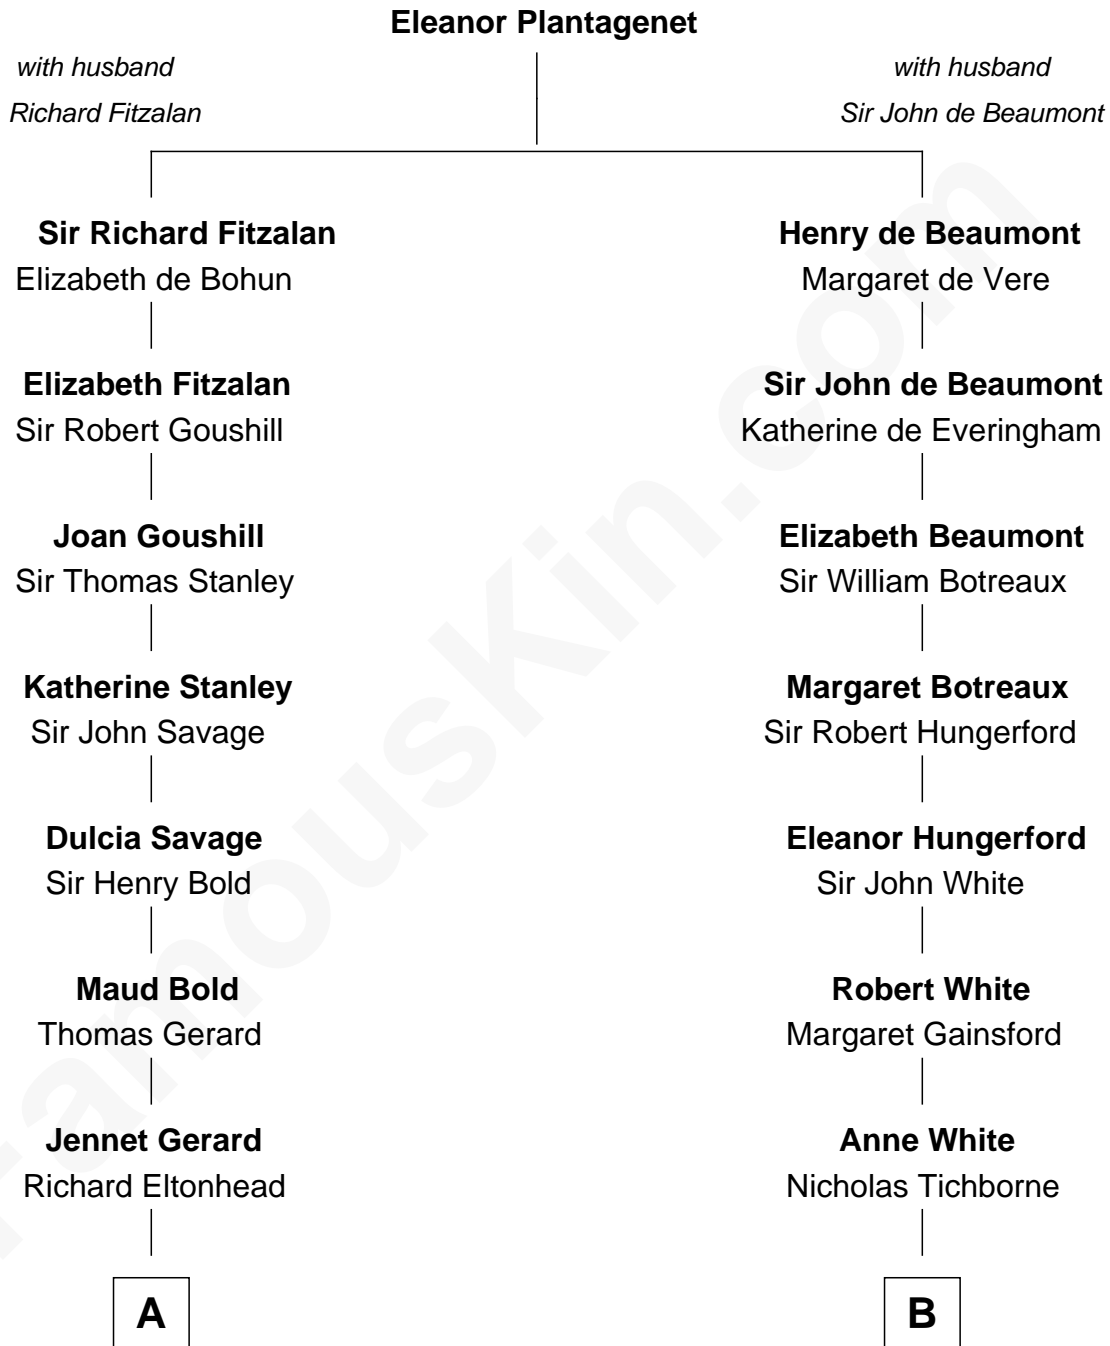 Eleanor Plantagenet
with husband
Richard Fitzalan
with husband
Sir John de Beaumont
Sir Richard Fitzalan
Elizabeth de Bohun
Henry de Beaumont
Margaret de Vere
Elizabeth Fitzalan
Sir Robert Goushill
Sir John de Beaumont
Katherine de Everingham
Joan Goushill
Sir Thomas Stanley
Elizabeth Beaumont
Sir William Botreaux
Katherine Stanley
Sir John Savage
Margaret Botreaux
Sir Robert Hungerford
Dulcia Savage
Sir Henry Bold
Eleanor Hungerford
Sir John White
Maud Bold
Thomas Gerard
Robert White
Margaret Gainsford
Jennet Gerard
Richard Eltonhead
Anne White
Nicholas Tichborne
A
B
FamousKin.com